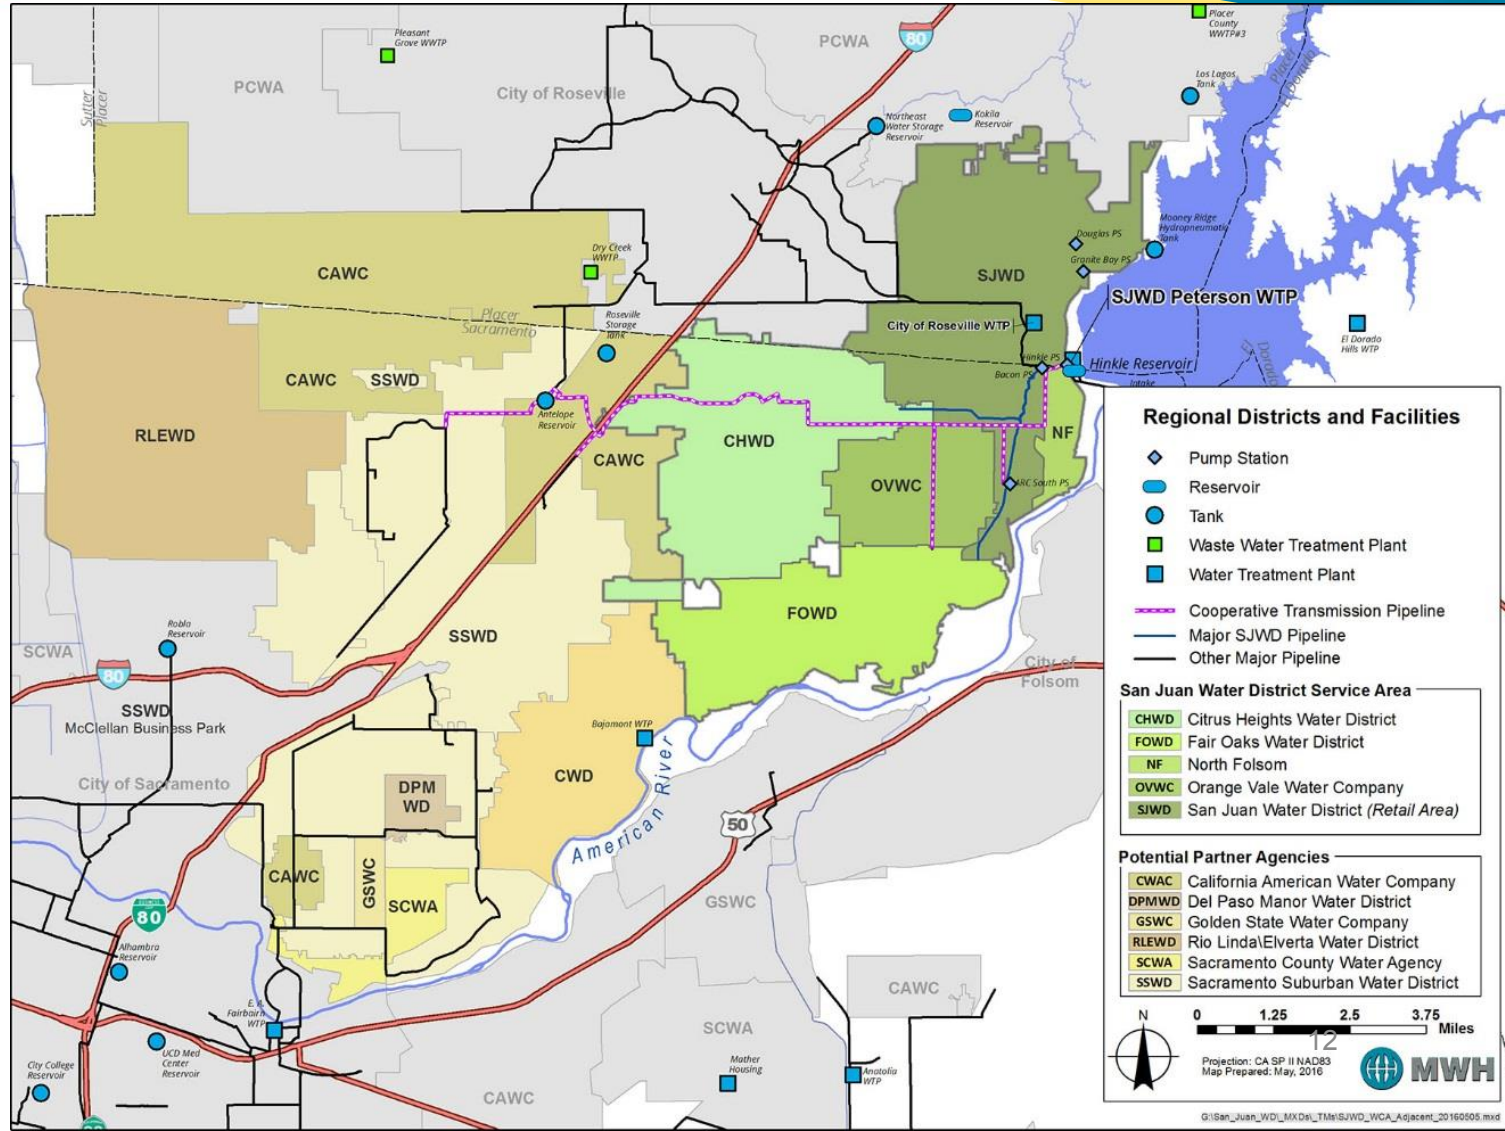 Pleasant
Grove WWTP
PCWA
80
Placer
County
WWTP#3
PCWA
City of Roseville
Sutter
Placer
Los Lagos
Tank
Placer
El Dorado
Northeast
Water Storage
Reservoir
Kokila
Reservoir
Mooney Ridge
Hydropneumatic
Tank
Douglas PS
Granite Bay PS
Dry Creek
WWTP
CAWC
SJWD
SJWD Peterson WTP
Placer
Sacramento
Roseville
Storage
Tank
City of Roseville WTP
El Dorado
Hills WTP
Hinkle PS
Hinkle Reservoir
Bacon PS
Intake
CAWC
SSWD
Antelope
Reservoir
RLEWD
CHWD
NF
CAWC
OVWC
ARC South PS
FOWD
Robla
Reservoir
SSWD
SCWA
80
City of
Folsom
SSWD
McClellan Business Park
Bajamont WTP
City of Sacramento
CWD
DPM
WD
American River
50
CAWC
GSWC
SCWA
GSWC
80
Alhambra
Reservoir
CAWC
E. A.
Fairbairn
WTP
SCWA
UCD Med
Center
Reservoir
City College
Reservoir
Mather
Housing
Anatolia
WTP
CAWC
Regional Districts and Facilities
Pump Station
Reservoir
Tank
Waste Water Treatment Plant
Water Treatment Plant
Cooperative Transmission Pipeline
Major SJWD Pipeline
Other Major Pipeline
San Juan Water District Service Area
CHWD Citrus Heights Water District
FOWD Fair Oaks Water District
NF North Folsom
OVWC Orange Vale Water Company
SJWD San Juan Water District (Retail Area)
Potential Partner Agencies
CWAC California American Water Company
DPMWD Del Paso Manor Water District
GSWC Golden State Water Company
RLEWD Rio Linda\Elverta Water District
SCWA Sacramento County Water Agency
SSWD Sacramento Suburban Water District
N
0 1.25 2.5 3.75
Miles
12
Projection: CA SP II NAD83
Map Prepared: May, 2016
MWH
G:\San_Juan_WD\_MXDs\_TMs\SJWD_WCA_Adjacent_20160505.mxd